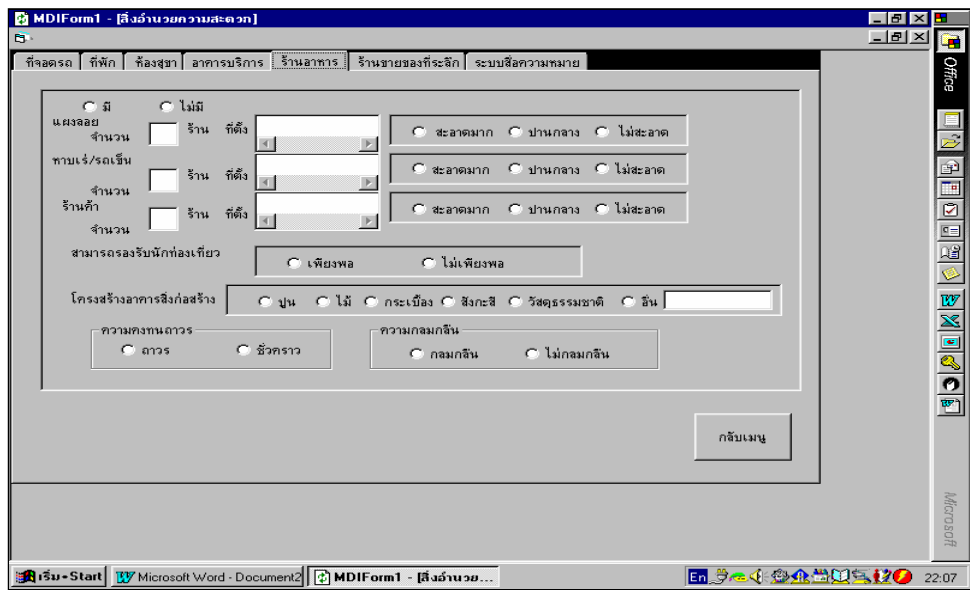 MDIForm1 - [สิ่งอำนวยความสะดวก]
ที่จอดรถ ที่พัก ห้องสุขา อาคารบริการ ร้านอาหาร ร้านขายของที่ระลึก ระบบสื่อความหมาย
มี ไม่มี
แผงลอย
จำนวน ร้าน ที่ตั้ง สะอาดมาก ปานกลาง ไม่สะอาด
หาบเร่/รถเข็น
จำนวน ร้าน ที่ตั้ง สะอาดมาก ปานกลาง ไม่สะอาด
ร้านค้า
จำนวน ร้าน ที่ตั้ง สะอาดมาก ปานกลาง ไม่สะอาด
สามารถรองรับนักท่องเที่ยว เพียงพอ ไม่เพียงพอ
โครงสร้างอาคารสิ่งก่อสร้าง ปูน ไม้ กระเบื้อง สังกะสี วัสดุธรรมชาติ อื่น
ความคงทนถาวร ความกลมกลืน
ถาวร ชั่วคราว กลมกลืน ไม่กลมกลืน
กลับเมนู
Office
Microsoft
เริ่ม-Start Microsoft Word - Document2 MDIForm1 - [สิ่งอำนวย... En 22:07